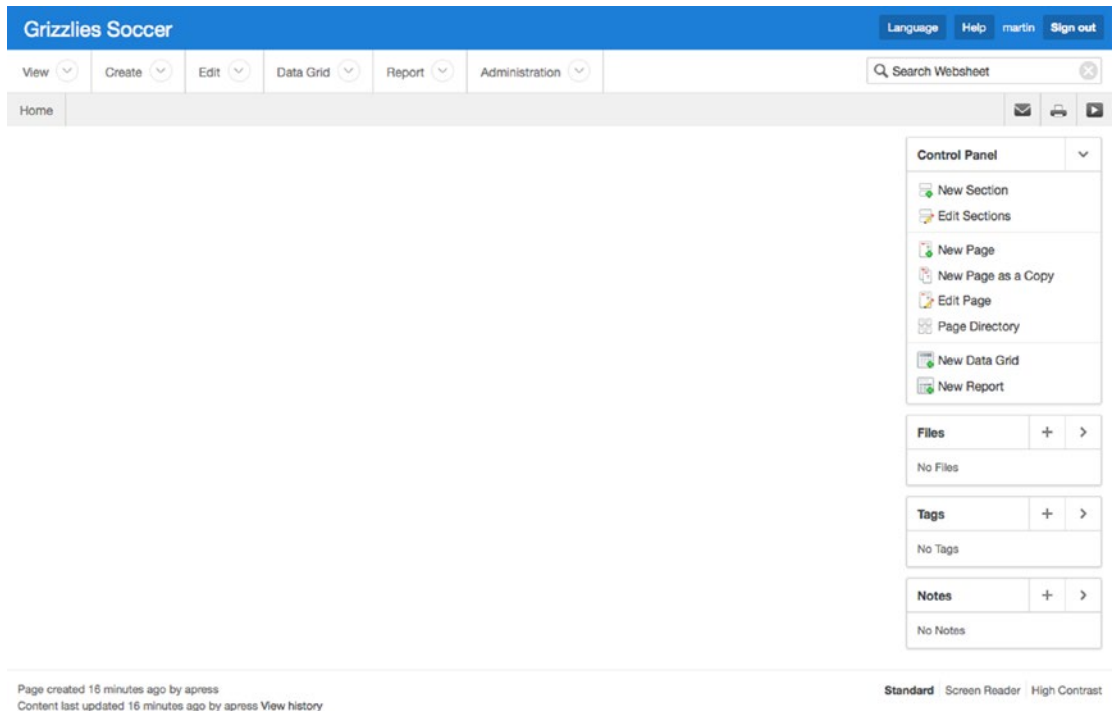 Grizzlies Soccer Language Help martin Sign out
View Create Edit Data Grid Report Administration Search Websheet
Home
Control Panel
New Section
Edit Sections
New Page
New Page as a Copy
Edit Page
Page Directory
New Data Grid
New Report
Files
No Files
Tags
No Tags
Notes
No Notes
Page created 16 minutes ago by apress
Content last updated 16 minutes ago by apress View history
Standard Screen Reader High Contrast